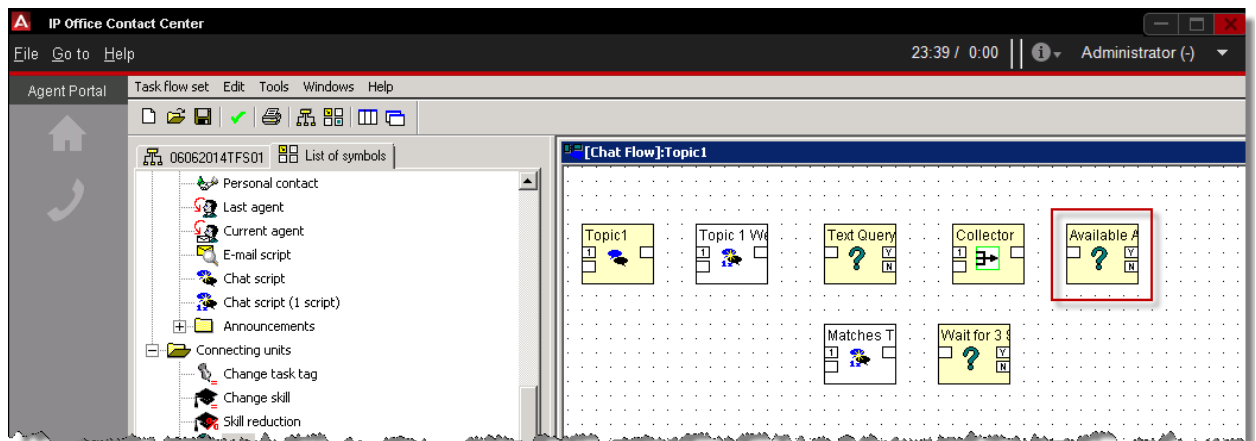 IP Office Contact Center
File Go to Help
23:39 / 0:00
Administrator (-)
Agent Portal
Task flow set Edit Tools Windows Help
06062014TFS01
List of symbols
Personal contact
Last agent
Current agent
E-mail script
Chat script
Chat script (1 script)
Announcements
Connecting units
Change task tag
Change skill
Skill reduction
[Chat Flow]:Topic1
Topic1
1
Topic 1 We
1
Text Query
Y
N
Collector
1
Available A
Y
N
Matches T
1
Wait for 3 S
Y
N